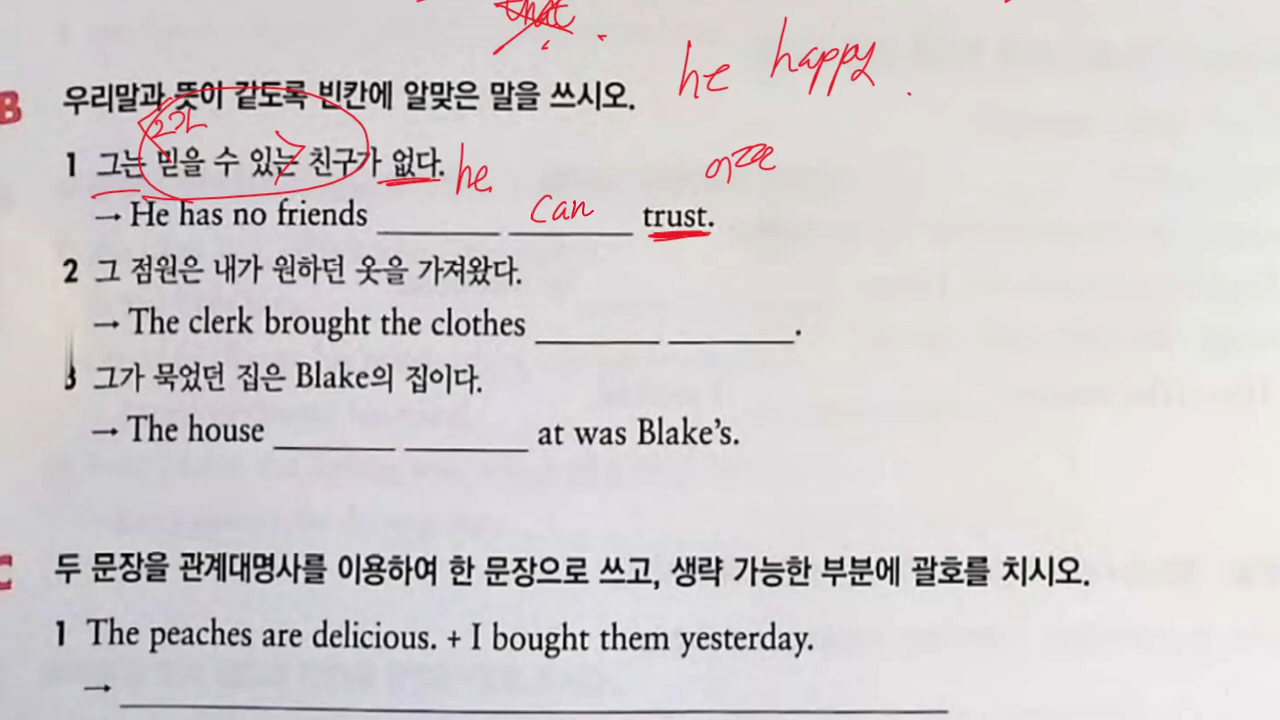 that
he happy.
B 우리말과 뜻이 같도록 빈칸에 알맞은 말을 쓰시오.
1 그는 믿을 수 있는 친구가 없다. he
→ He has no friends ____ can trust.
2 그 점원은 내가 원하던 옷을 가져왔다.
→ The clerk brought the clothes ____ ____.
3 그가 묵었던 집은 Blake의 집이다.
→ The house ____ ____ at was Blake's.
C 두 문장을 관계대명사를 이용하여 한 문장으로 쓰고, 생략 가능한 부분에 괄호를 치시오.
1 The peaches are delicious. + I bought them yesterday.
→